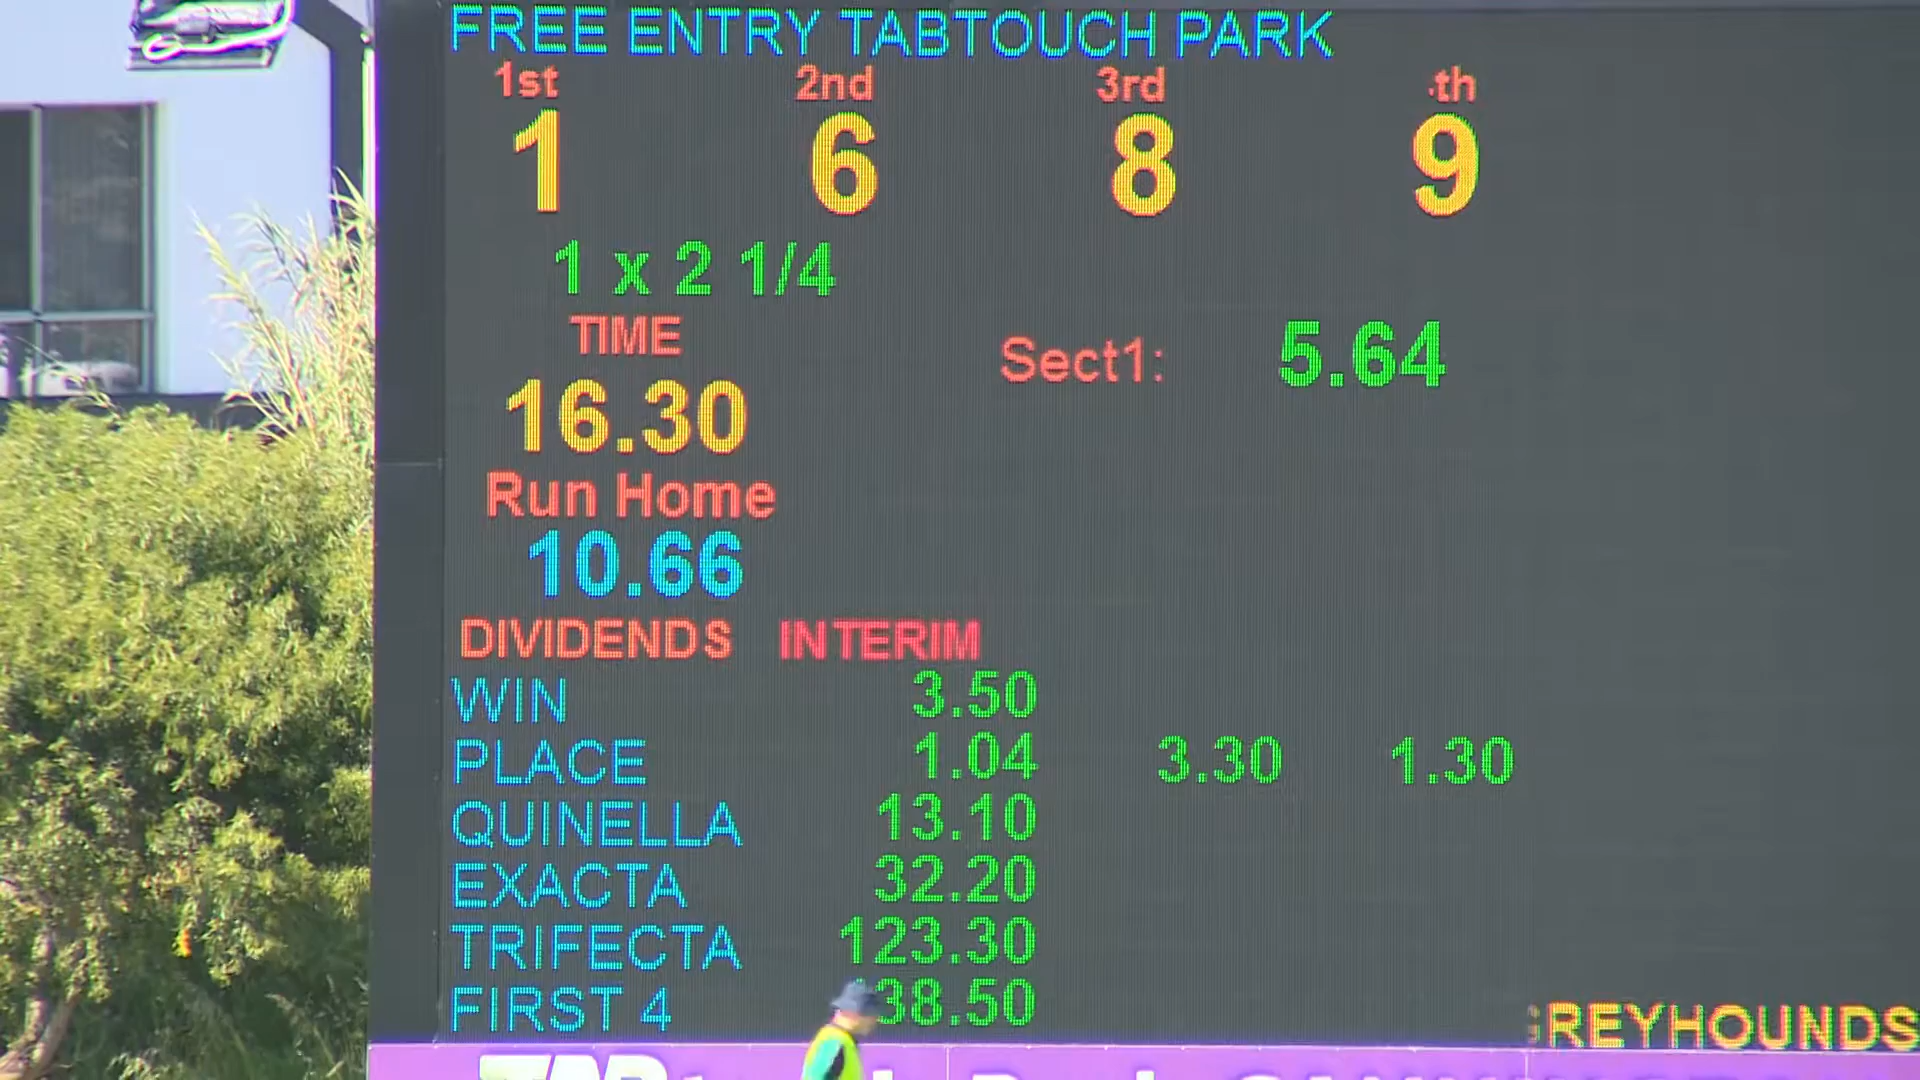 FREE ENTRY TABTOUCH PARK
1st 2nd 3rd th
1 6 8 9
1 x 2 1/4
TIME
Sect1: 5.64
16.30
Run Home
10.66
DIVIDENDS INTERIM
WIN 3.50
PLACE 1.04 3.30 1.30
QUINELLA 13.10
EXACTA 32.20
TRIFECTA 123.30
FIRST 4 38.50
REYHOUNDS